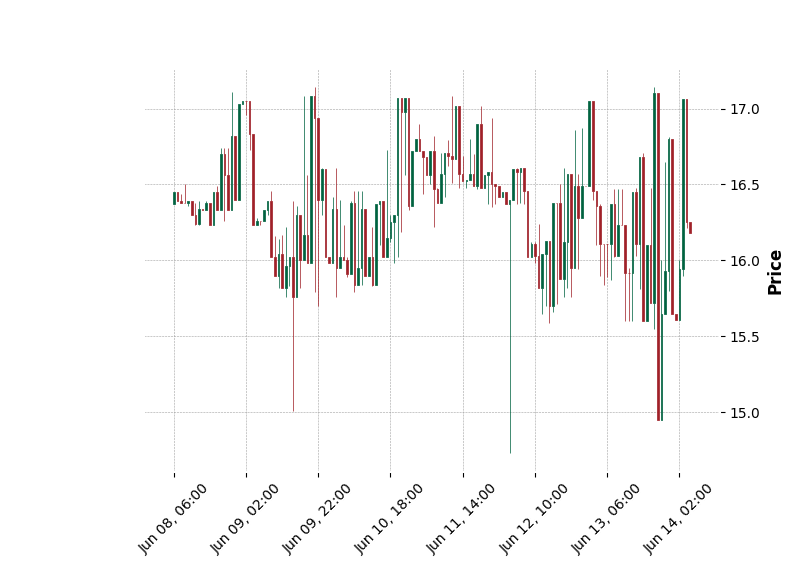 17.0
16.5
16.0
15.5
15.0
Price
Jun 08, 06:00
Jun 09, 02:00
Jun 09, 22:00
Jun 10, 18:00
Jun 11, 14:00
Jun 12, 10:00
Jun 13, 06:00
Jun 14, 02:00